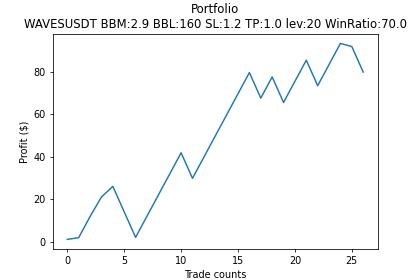 Portfolio
WAVESUSDT BBM:2.9 BBL:160 SL:1.2 TP:1.0 lev:20 WinRatio:70.0
Profit ($)
80
60
40
20
0
0 5 10 15 20 25
Trade counts